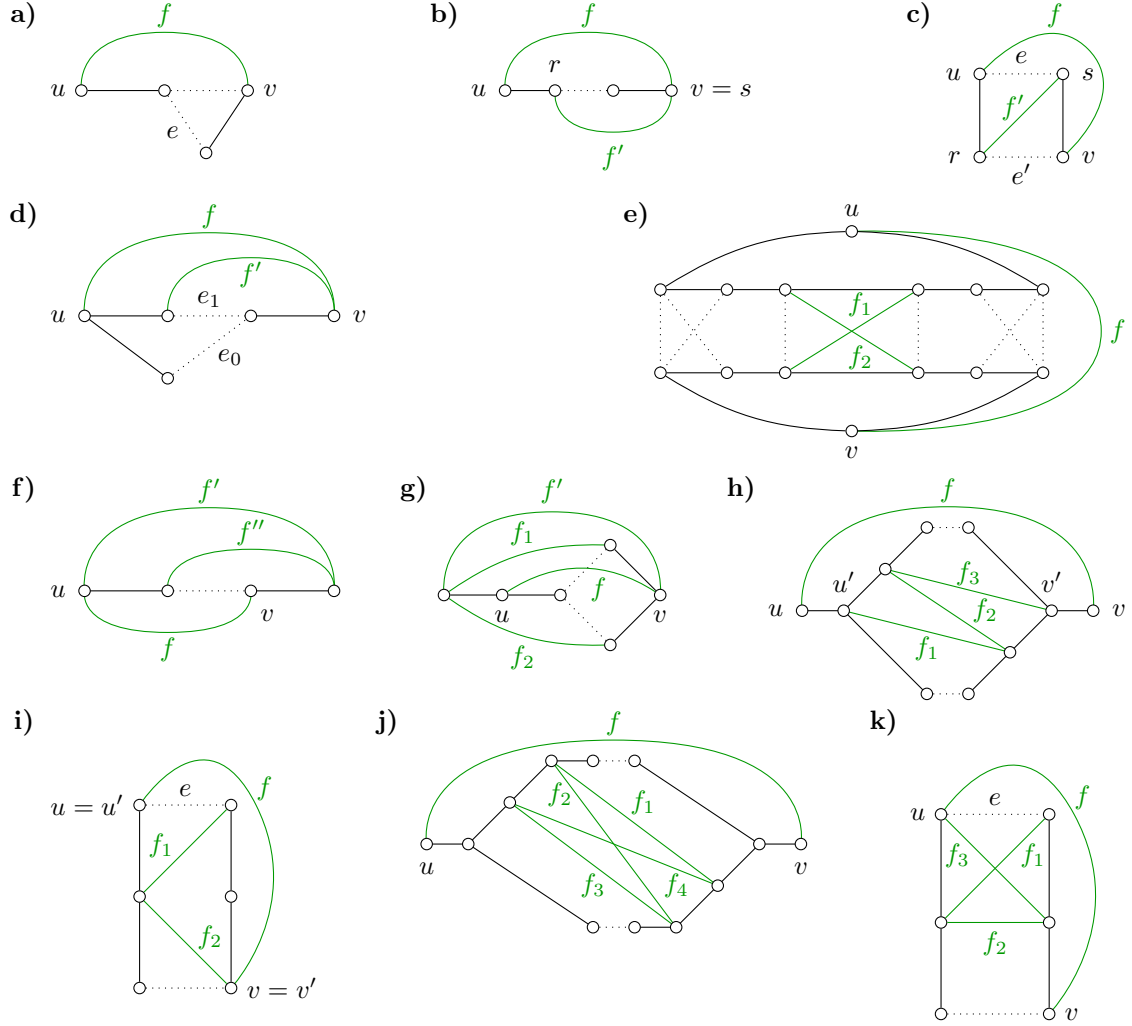 a)
f
u
v
e
b)
f
r
u
v = s
f'
c)
f
e
u
s
f'
r
v
e'
d)
f
f'
e₁
u
v
e₀
e)
u
f₁
f
f₂
v
f)
f'
f''
u
v
f
g)
f'
f₁
f
u
v
f₂
h)
f
u'
f₃
v'
u
f₂
v
f₁
i)
f
e
u = u'
f₁
f₂
v = v'
j)
f
f₂
f₁
u
f₃
f₄
v
k)
f
e
u
f₃
f₁
f₂
v